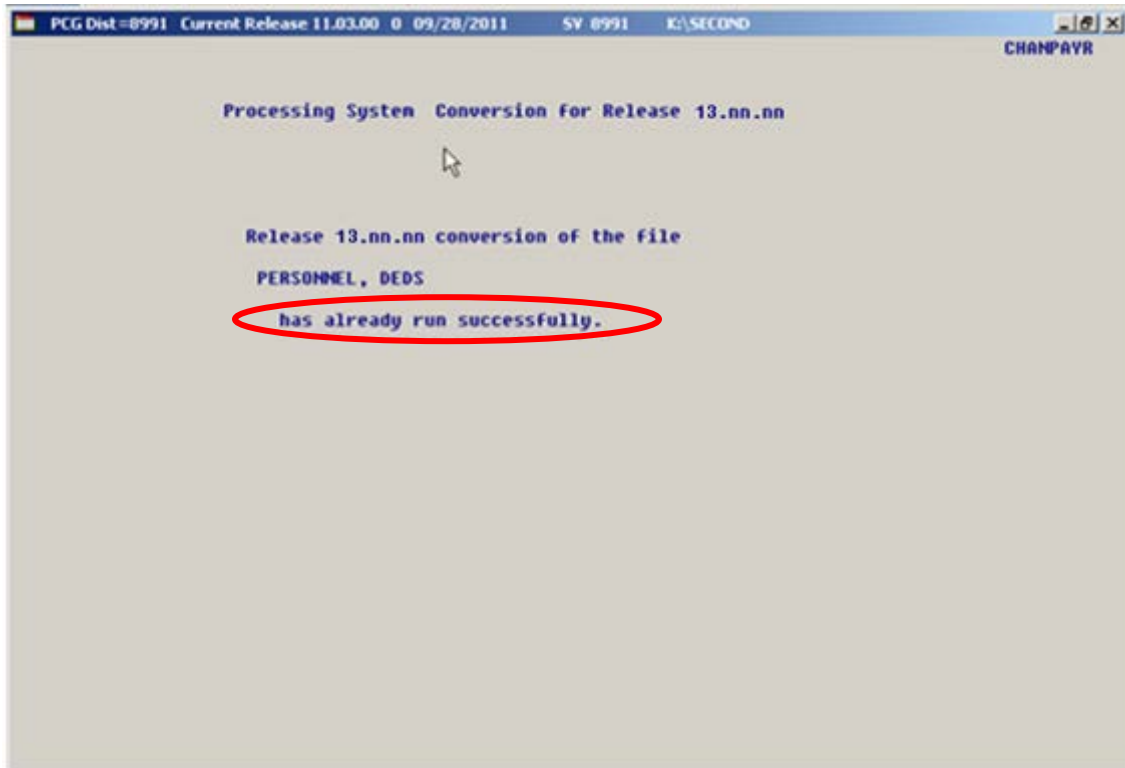 PCG Dist=8991 Current Release 11.03.00 0 09/28/2011 SV 8991 K:\SECOND
CHANPAYR
Processing System Conversion for Release 13.nn.nn
Release 13.nn.nn conversion of the file
PERSONNEL, DEDS
has already run successfully.